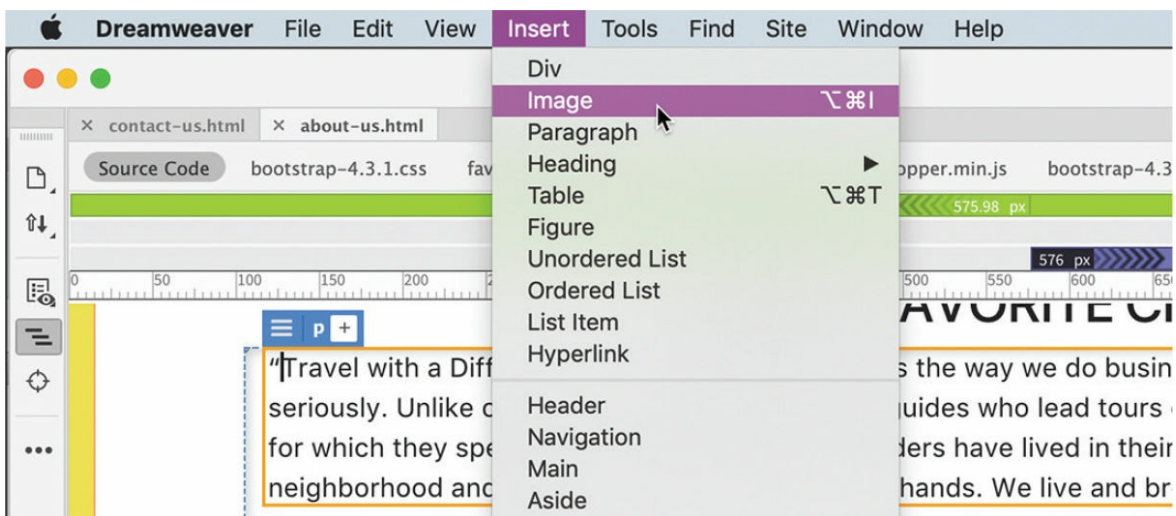 Dreamweaver File Edit View Insert Tools Find Site Window Help
Div
Image ⌥⌘I
contact-us.html about-us.html
Paragraph
Source Code bootstrap-4.3.1.css fav
Heading
opper.min.js bootstrap-4.3
Table ⌥⌘T
575.98 px
Figure
Unordered List
576 px
0 50 100 150 200 500 550 600 65
Ordered List
List Item
p +
Hyperlink
“Travel with a Diff s the way we do busin
seriously. Unlike uides who lead tours
Header
for which they spe ders have lived in their
Navigation
Main
neighborhood and hands. We live and br
Aside